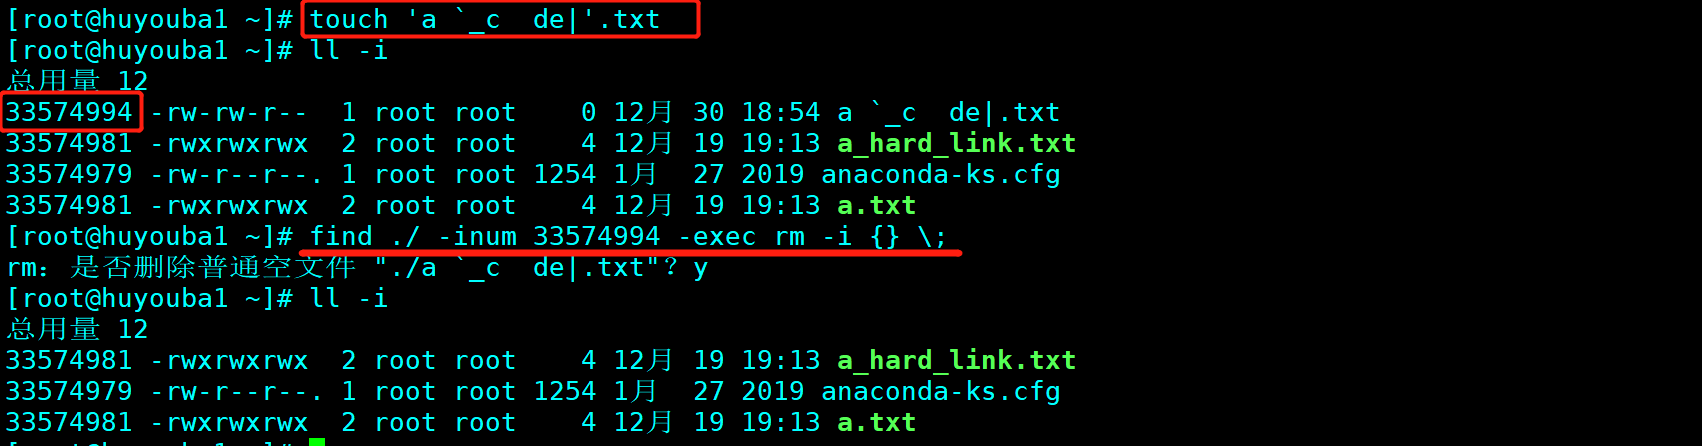 [root@huyouba1 ~]# touch 'a `_c  de|'.txt
[root@huyouba1 ~]# ll -i
总用量 12
33574994 -rw-rw-r--  1 root root    0 12月 30 18:54 a `_c  de|.txt
33574981 -rwxrwxrwx  2 root root    4 12月 19 19:13 a_hard_link.txt
33574979 -rw-r--r--. 1 root root 1254 1月  27 2019 anaconda-ks.cfg
33574981 -rwxrwxrwx  2 root root    4 12月 19 19:13 a.txt
[root@huyouba1 ~]# find ./ -inum 33574994 -exec rm -i {} \;
rm：是否删除普通空文件 "./a `_c  de|.txt"？y
[root@huyouba1 ~]# ll -i
总用量 12
33574981 -rwxrwxrwx  2 root root    4 12月 19 19:13 a_hard_link.txt
33574979 -rw-r--r--. 1 root root 1254 1月  27 2019 anaconda-ks.cfg
33574981 -rwxrwxrwx  2 root root    4 12月 19 19:13 a.txt
[root@huyouba1 ~]#